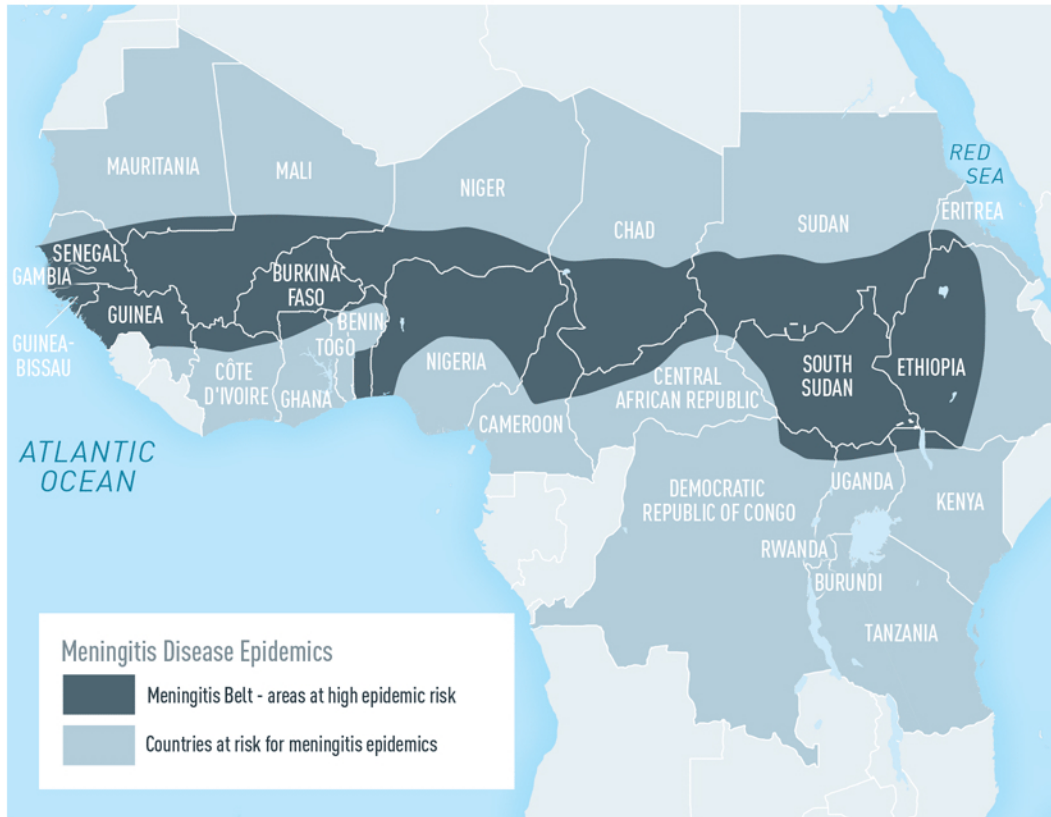 MAURITANIA
MALI
NIGER
CHAD
SUDAN
RED
SEA
ERITREA
SENEGAL
GAMBIA
GUINEA
GUINEA-
BISSAU
BURKINA
FASO
BENIN
TOGO
CÔTE
D'IVOIRE
GHANA
NIGERIA
CAMEROON
CENTRAL
AFRICAN REPUBLIC
SOUTH
SUDAN
ETHIOPIA
ATLANTIC
OCEAN
DEMOCRATIC
REPUBLIC OF CONGO
UGANDA
KENYA
RWANDA
BURUNDI
TANZANIA
Meningitis Disease Epidemics
Meningitis Belt - areas at high epidemic risk
Countries at risk for meningitis epidemics